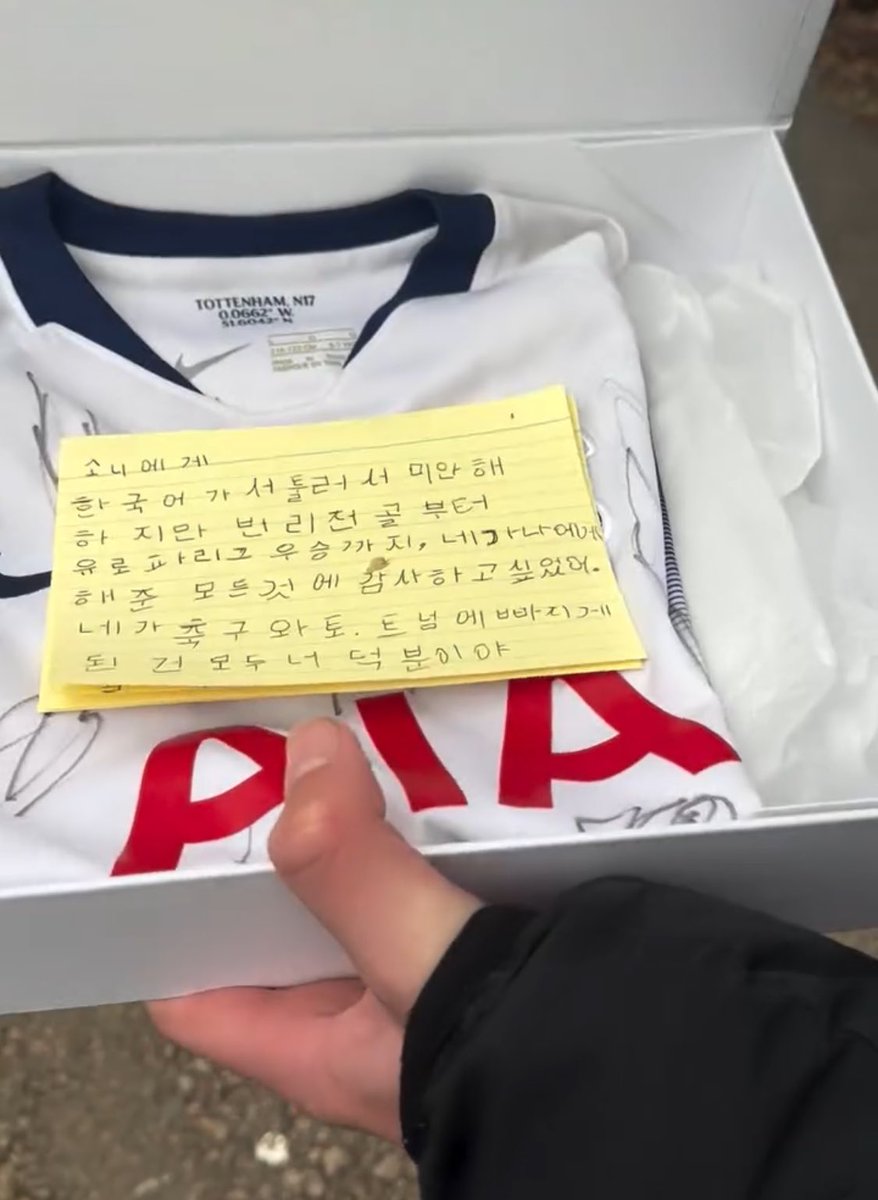 TOTTENHAM, N17
0.0662° W.
51.6042° N
소니에게
한국어가 서툴러서 미안해
하지만 번리전 골 부터
유로파리그 우승까지, 네가 나에게
해준 모든것에 감사하고 싶었어.
네가 축구와 토트넘에 빠지게
된 건 모두 너 덕분이야
AIA